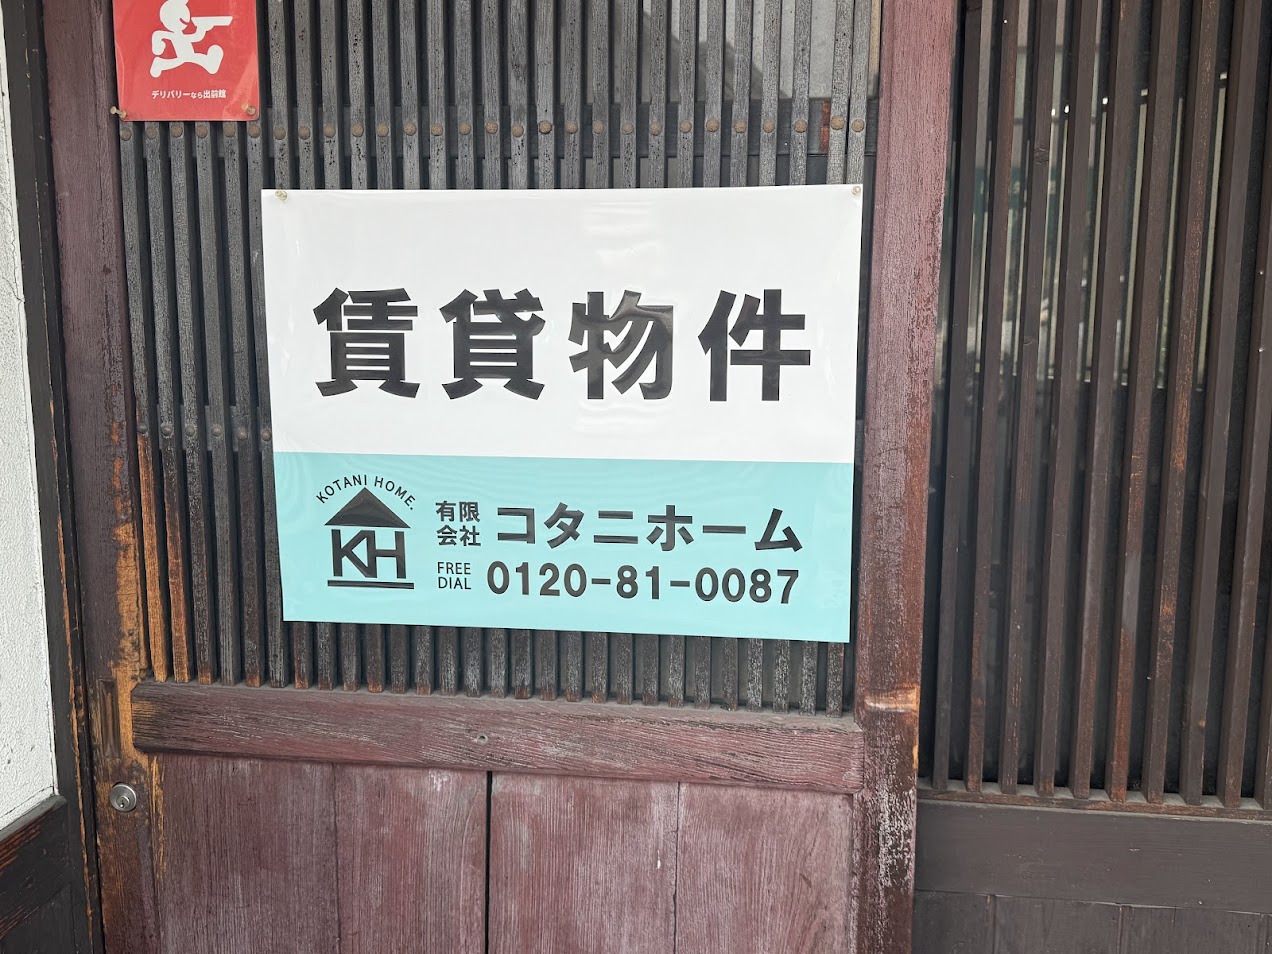 デリバリーなら出前館
賃貸物件
KOTANI HOME.
KH
有限会社 コタニホーム
FREE DIAL 0120-81-0087